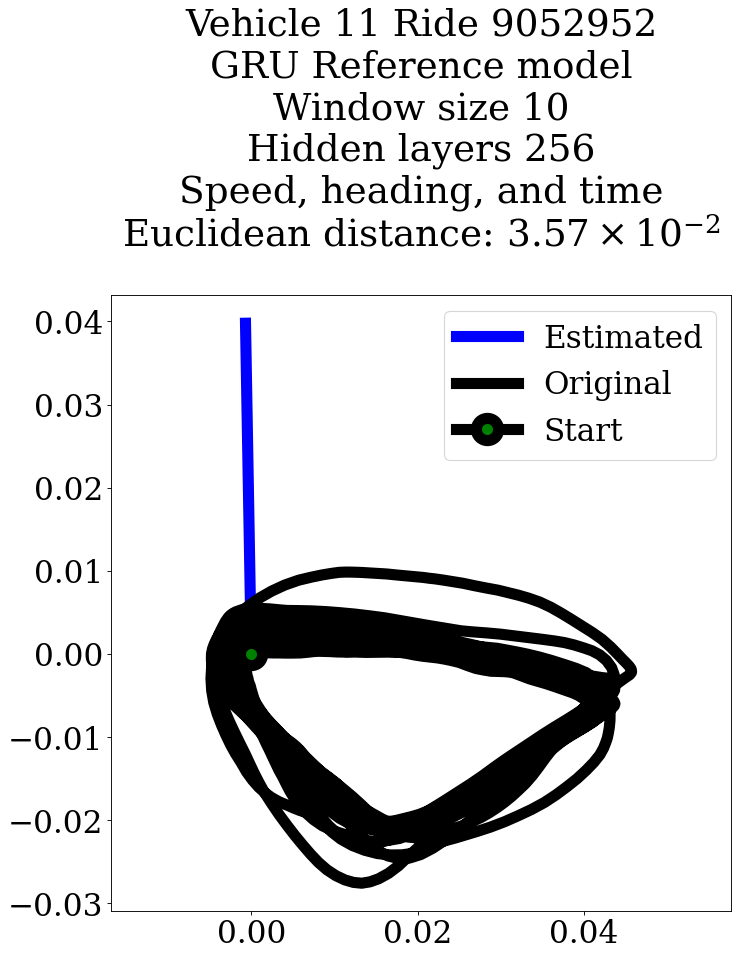 Vehicle 11 Ride 9052952
GRU Reference model
Window size 10
Hidden layers 256
Speed, heading, and time
Euclidean distance: 3.57 × 10⁻²
Estimated
Original
Start
0.04
0.03
0.02
0.01
0.00
−0.01
−0.02
−0.03
0.00 0.02 0.04